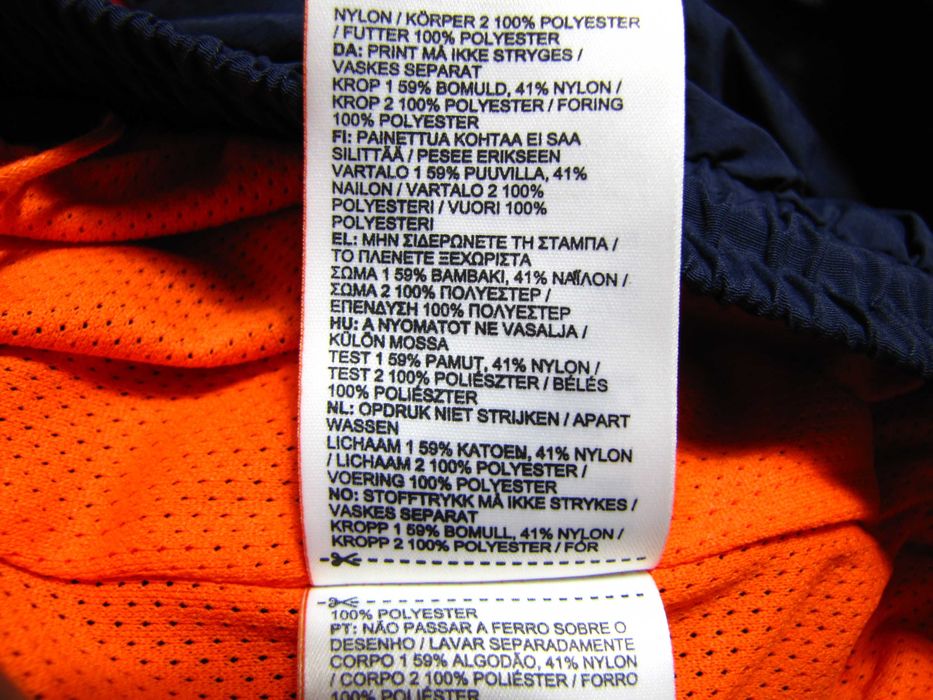 NYLON / KÖRPER 2 100% POLYESTER
/ FUTTER 100% POLYESTER
DA: PRINT MÅ IKKE STRYGES /
VASKES SEPARAT
KROP 1 59% BOMULD, 41% NYLON /
KROP 2 100% POLYESTER / FORING
100% POLYESTER
FI: PAINETTUA KOHTAA EI SAA
SILITTÄÄ / PESEE ERIKSEEN
VARTALO 1 59% PUUVILLA, 41%
NAILON / VARTALO 2 100%
POLYESTERI / VUORI 100%
POLYESTERI
EL: ΜΗΝ ΣΙΔΕΡΩΝΕΤΕ ΤΗ ΣΤΑΜΠΑ /
ΤΟ ΠΛΕΝΕΤΕ ΞΕΧΩΡΙΣΤΑ
ΣΩΜΑ 1 59% ΒΑΜΒΑΚΙ, 41% ΝΑΪΛΟΝ /
ΣΩΜΑ 2 100% ΠΟΛΥΕΣΤΕΡ /
ΕΠΕΝΔΥΣΗ 100% ΠΟΛΥΕΣΤΕΡ
HU: A NYOMATOT NE VASALJA /
KÜLÖN MOSSA
TEST 1 59% PAMUT, 41% NYLON /
TEST 2 100% POLIÉSZTER / BÉLÉS
100% POLIÉSZTER
NL: OPDRUK NIET STRIJKEN / APART
WASSEN
LICHAAM 1 59% KATOEN, 41% NYLON
/ LICHAAM 2 100% POLYESTER /
VOERING 100% POLYESTER
NO: STOFFTRYKK MÅ IKKE STRYKES /
VASKES SEPARAT
KROPP 1 59% BOMULL, 41% NYLON /
KROPP 2 100% POLYESTER / FÔR
100% POLYESTER
PT: NÃO PASSAR A FERRO SOBRE O
DESENHO / LAVAR SEPARADAMENTE
CORPO 1 59% ALGODÃO, 41% NYLON
/ CORPO 2 100% POLIÉSTER / FORRO
100% POLIÉSTER